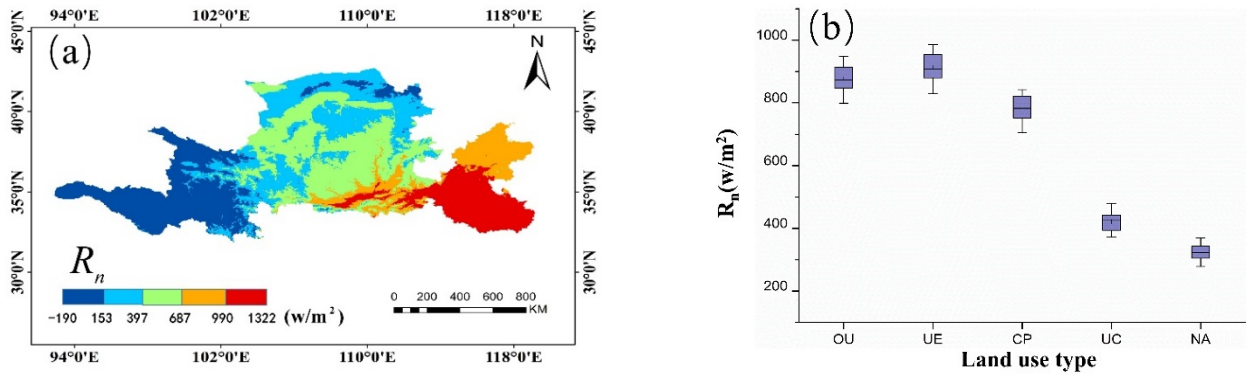 94°0'E 102°0'E 110°0'E 118°0'E
45°0'N 40°0'N 35°0'N 30°0'N
(a)
N
45°0'N 40°0'N 35°0'N 30°0'N
Rn
−190 153 397 687 990 1322 (w/m²)
0 200 400 600 800
KM
94°0'E 102°0'E 110°0'E 118°0'E
(b)
1000
800
600
400
200
Rn(w/m²)
OU UE CP UC NA
Land use type